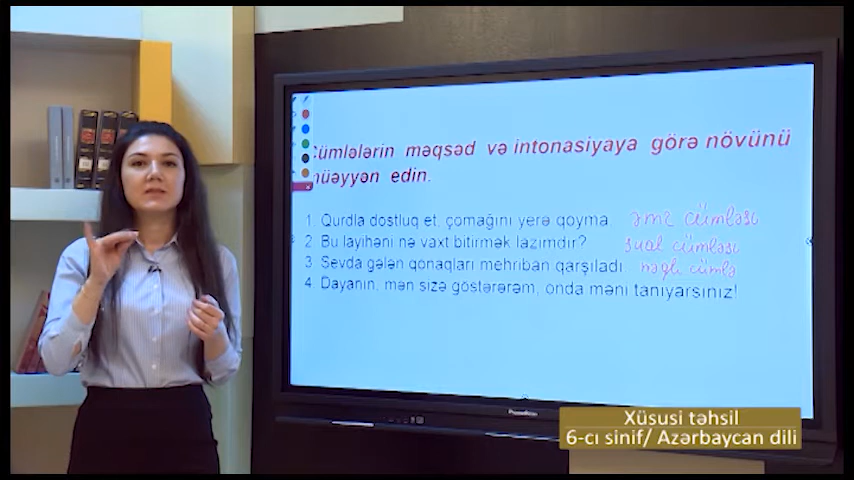 Cümlələrin məqsəd və intonasiyaya görə növünü
müəyyən edin.
1. Qurdla dostluq et, çomağını yerə qoyma. əmr cümləsi
2. Bu layihəni nə vaxt bitirmək lazımdır? sual cümləsi
3. Sevda gələn qonaqları mehriban qarşıladı. nəqli cümlə
4. Dayanın, mən sizə göstərərəm, onda məni tanıyarsınız!
Xüsusi təhsil
6-cı sinif/ Azərbaycan dili